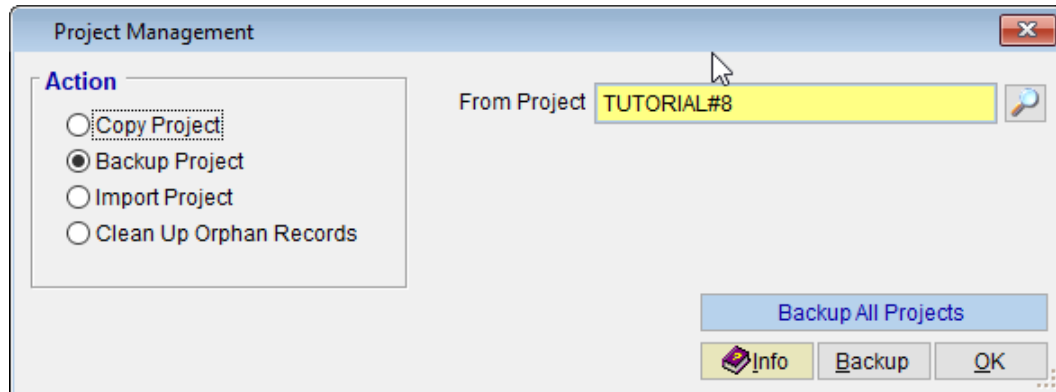 Project Management
Action
Copy Project
Backup Project
Import Project
Clean Up Orphan Records
From Project TUTORIAL#8
Backup All Projects
Info Backup OK